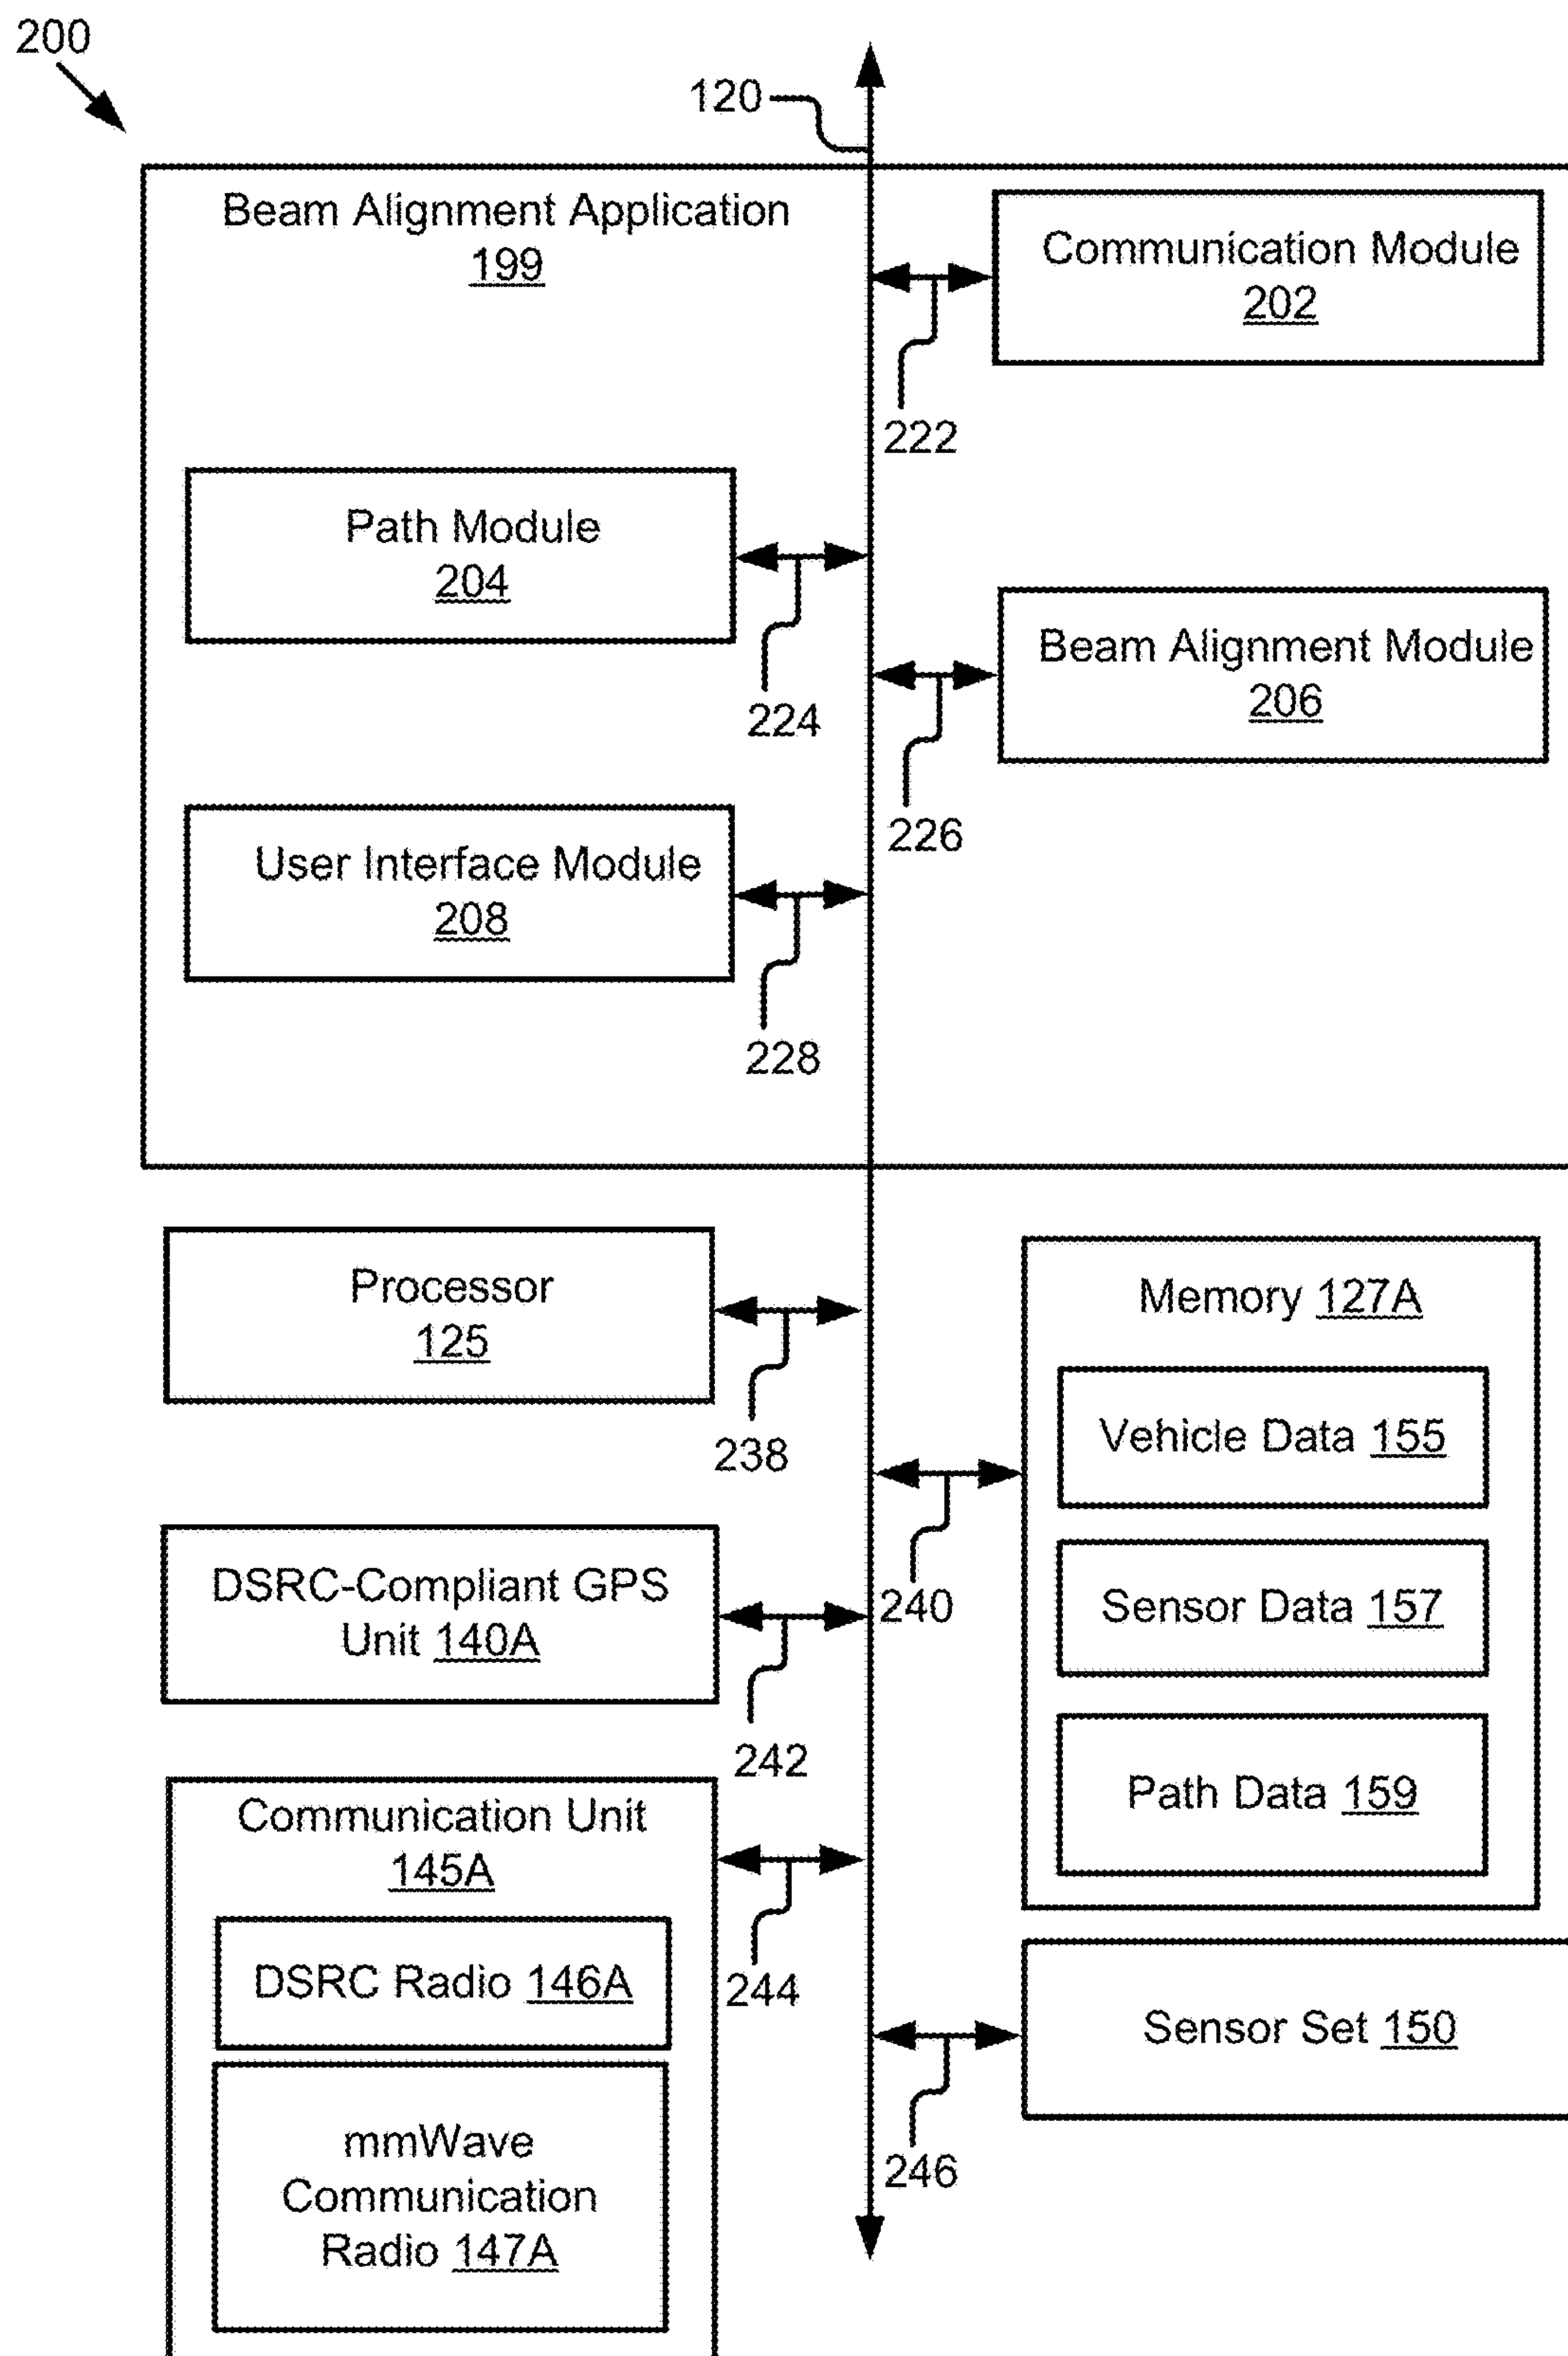 200
120
Beam Alignment Application
199
Communication Module
202
222
Path Module
204
224
Beam Alignment Module
206
226
User Interface Module
208
228
Processor
125
238
Memory 127A
Vehicle Data 155
Sensor Data 157
Path Data 159
240
DSRC-Compliant GPS
Unit 140A
242
Communication Unit
145A
DSRC Radio 146A
mmWave
Communication
Radio 147A
244
Sensor Set 150
246